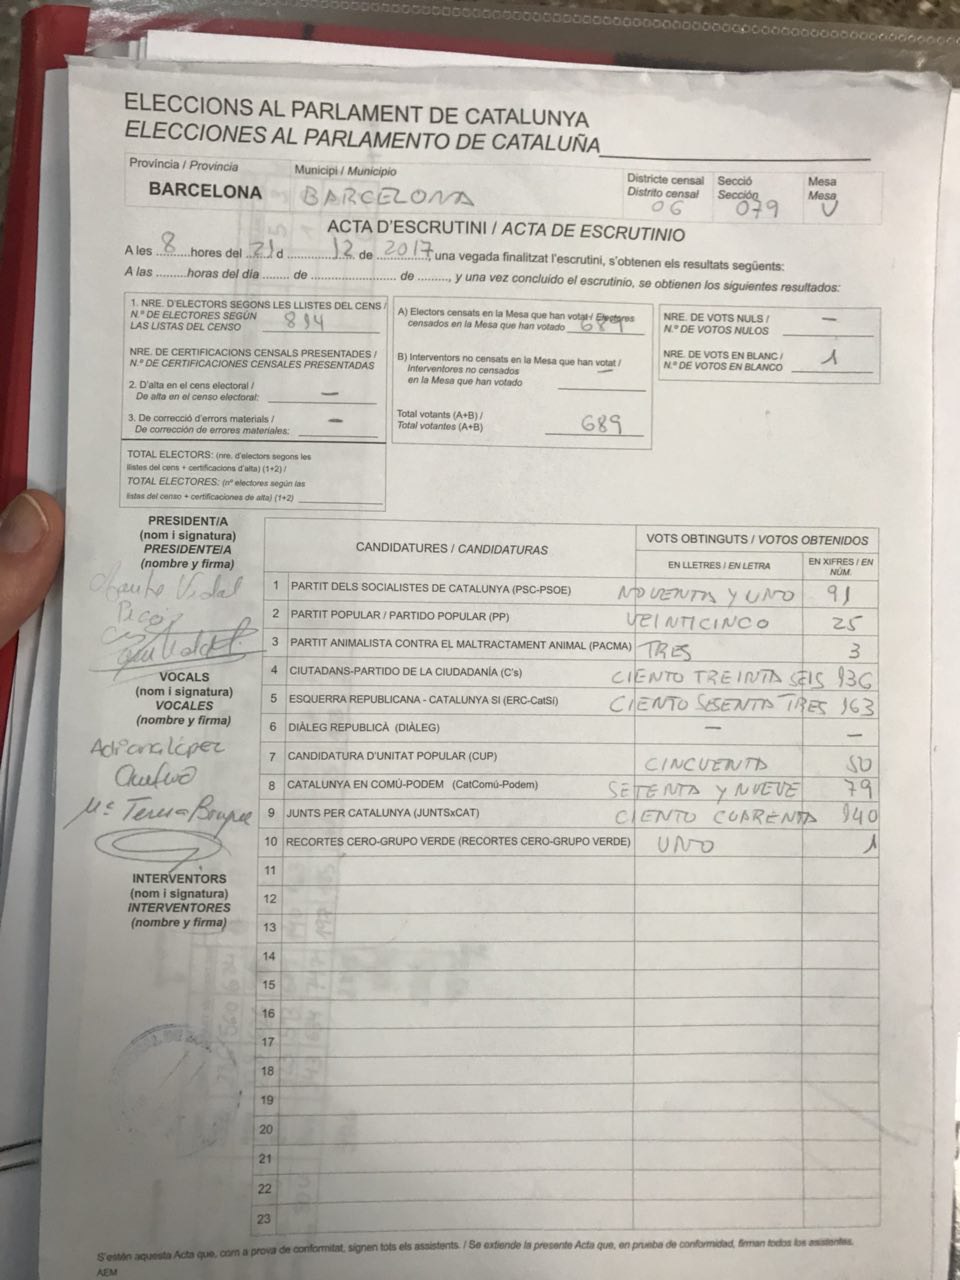 ELECCIONS AL PARLAMENT DE CATALUNYA
ELECCIONES AL PARLAMENTO DE CATALUÑA
Província / Provincia
BARCELONA
Municipi / Municipio
BARCELONA
Districte censal
Distrito censal
06
Secció
Sección
079
Mesa
Mesa
U
ACTA D'ESCRUTINI / ACTA DE ESCRUTINIO
A les 8 hores del 21 d 12 de 2017, una vegada finalitzat l'escrutini, s'obtenen els resultats següents:
A las ........horas del día ....... de ..................... de ........, y una vez concluido el escrutinio, se obtienen los siguientes resultados:
1. NRE. D'ELECTORS SEGONS LES LLISTES DEL CENS /
N.º DE ELECTORES SEGÚN
LAS LISTAS DEL CENSO 894
NRE. DE CERTIFICACIONS CENSALS PRESENTADES /
N.º DE CERTIFICACIONES CENSALES PRESENTADAS
2. D'alta en el cens electoral /
De alta en el censo electoral: —
3. De correcció d'errors materials /
De corrección de errores materiales: —
TOTAL ELECTORS: (nre. d'electors segons les
llistes del cens + certificacions d'alta) (1+2) /
TOTAL ELECTORES: (nº electores según las
listas del censo + certificaciones de alta) (1+2)
A) Electors censats en la Mesa que han votat / Electores
censados en la Mesa que han votado 689
B) Interventors no censats en la Mesa que han votat /
Interventores no censados —
en la Mesa que han votado
Total votants (A+B) /
Total votantes (A+B) 689
NRE. DE VOTS NULS / —
N.º DE VOTOS NULOS
NRE. DE VOTS EN BLANC / 1
N.º DE VOTOS EN BLANCO
PRESIDENT/A
(nom i signatura)
PRESIDENTE/A
(nombre y firma)
Vidal
VOCALS
(nom i signatura)
VOCALES
(nombre y firma)
Adriana López
Mª Teresa
INTERVENTORS
(nom i signatura)
INTERVENTORES
(nombre y firma)
CANDIDATURES / CANDIDATURAS
VOTS OBTINGUTS / VOTOS OBTENIDOS
EN LLETRES / EN LETRA
EN XIFRES / EN
NÚM.
1 PARTIT DELS SOCIALISTES DE CATALUNYA (PSC-PSOE) NOVENTA Y UNO 91
2 PARTIT POPULAR / PARTIDO POPULAR (PP) VEINTICINCO 25
3 PARTIT ANIMALISTA CONTRA EL MALTRACTAMENT ANIMAL (PACMA) TRES 3
4 CIUTADANS-PARTIDO DE LA CIUDADANÍA (C's) CIENTO TREINTA SEIS 136
5 ESQUERRA REPUBLICANA - CATALUNYA SI (ERC-CatSí) CIENTO SESENTA TRES 163
6 DIÀLEG REPUBLICÀ (DIÀLEG) — —
7 CANDIDATURA D'UNITAT POPULAR (CUP) CINCUENTA 50
8 CATALUNYA EN COMÚ-PODEM (CatComú-Podem) SETENTA Y NUEVE 79
9 JUNTS PER CATALUNYA (JUNTSxCAT) CIENTO CUARENTA 140
10 RECORTES CERO-GRUPO VERDE (RECORTES CERO-GRUPO VERDE) UNO 1
11
12
13
14
15
16
17
18
19
20
21
22
23
S'estén aquesta Acta que, com a prova de conformitat, signen tots els assistents. / Se extiende la presente Acta que, en prueba de conformidad, firman todos los asistentes.
AEM